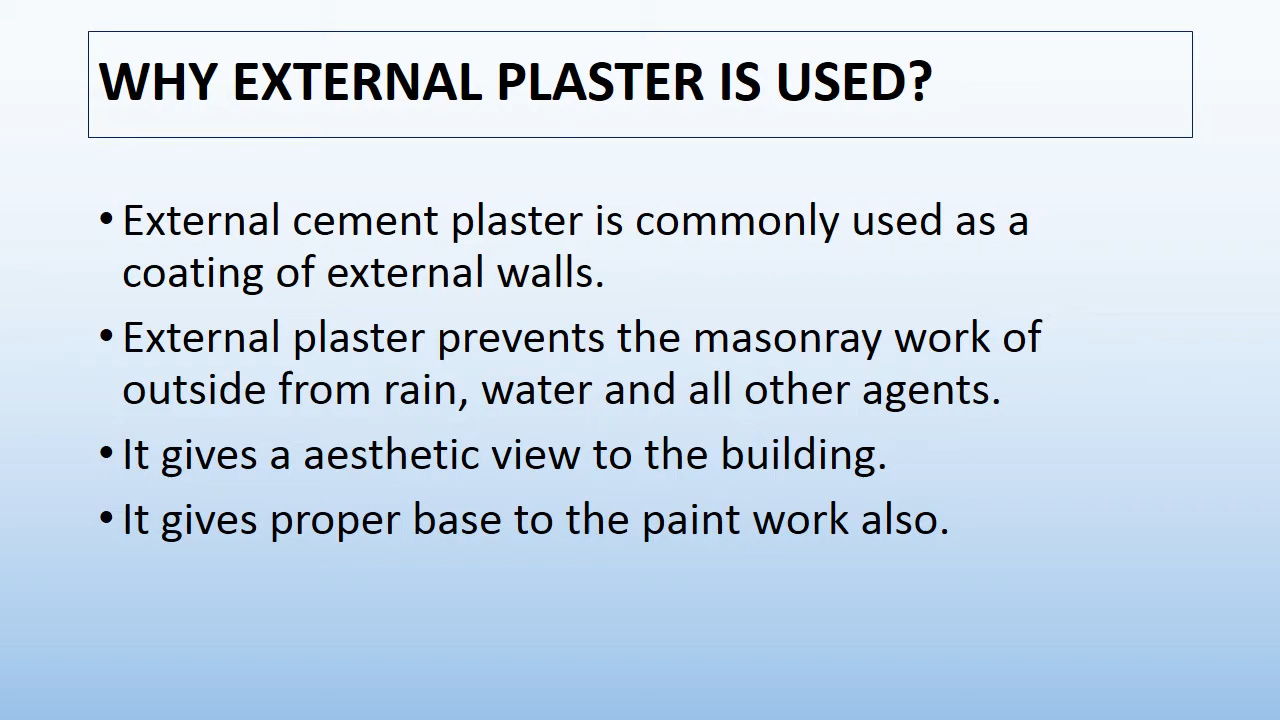 WHY EXTERNAL PLASTER IS USED?
• External cement plaster is commonly used as a
coating of external walls.
• External plaster prevents the masonray work of
outside from rain, water and all other agents.
• It gives a aesthetic view to the building.
• It gives proper base to the paint work also.